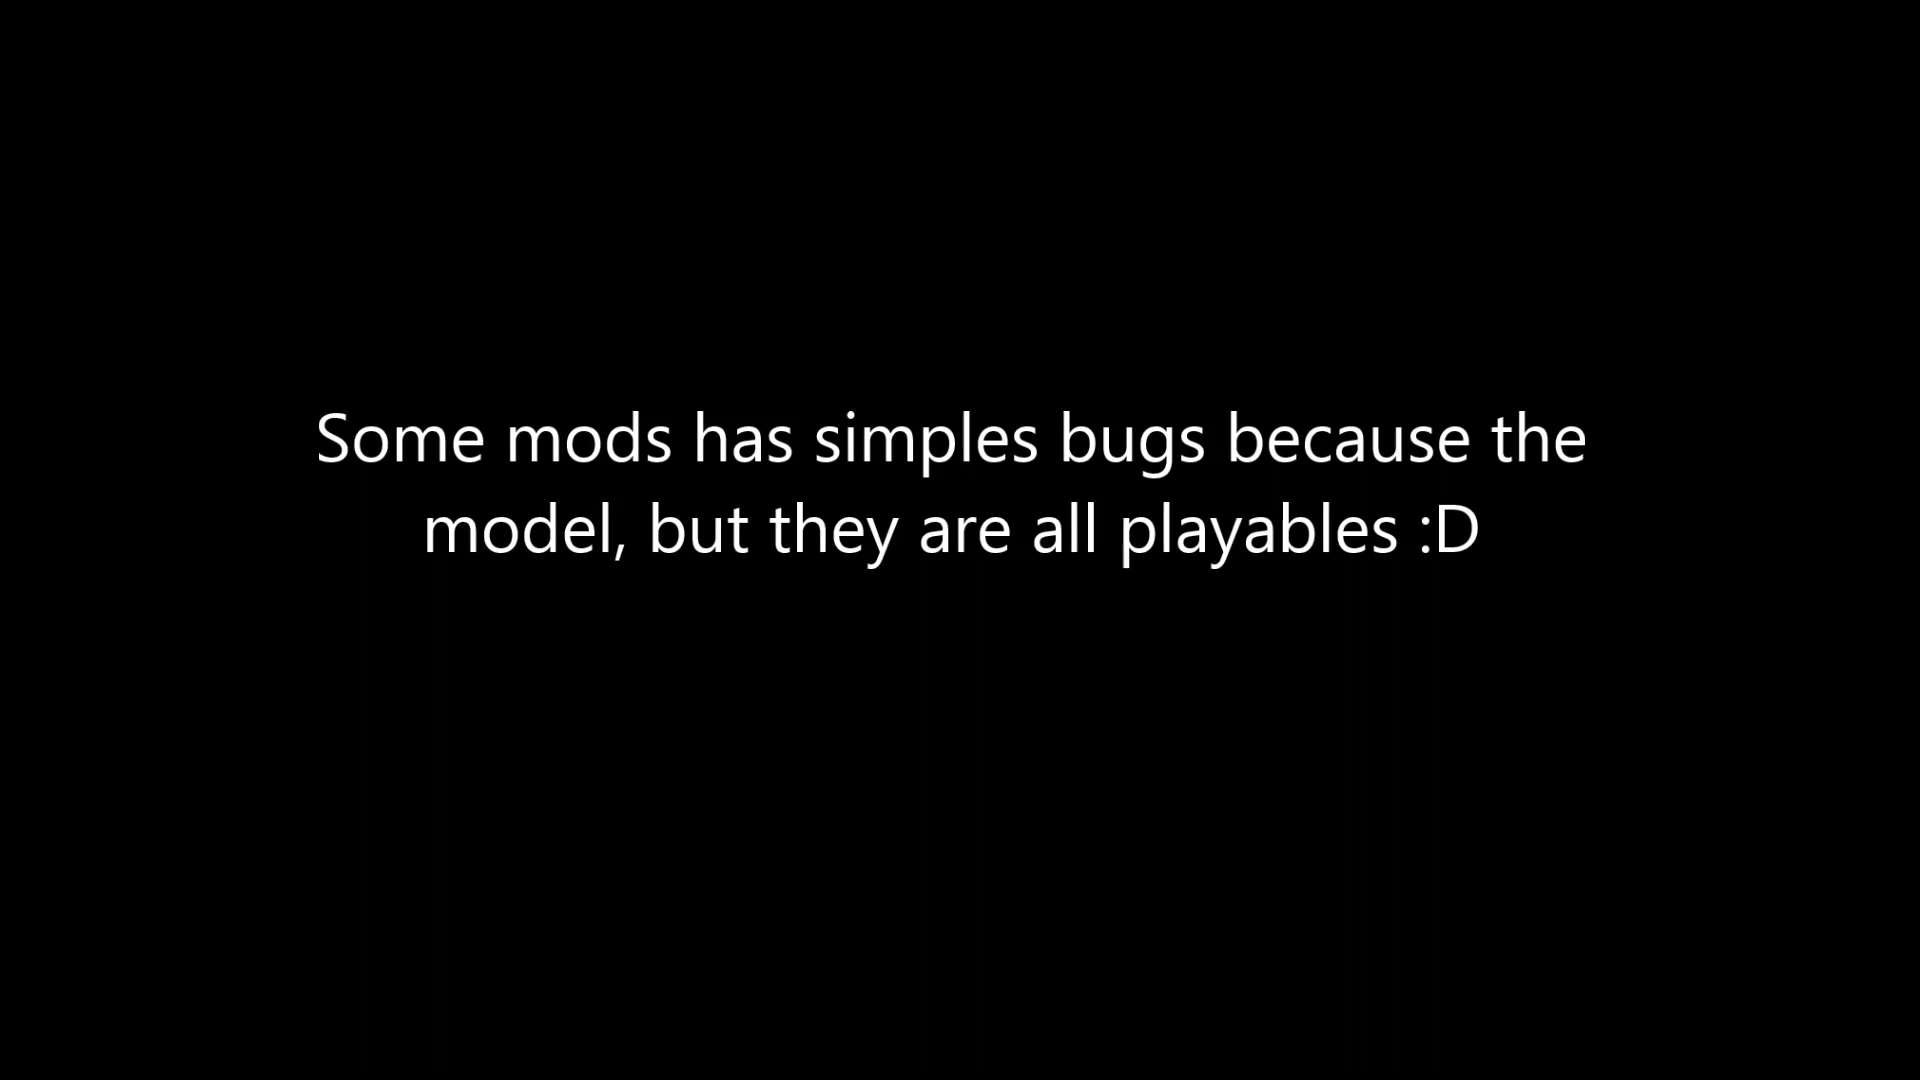 Some mods has simples bugs because the
model, but they are all playables :D